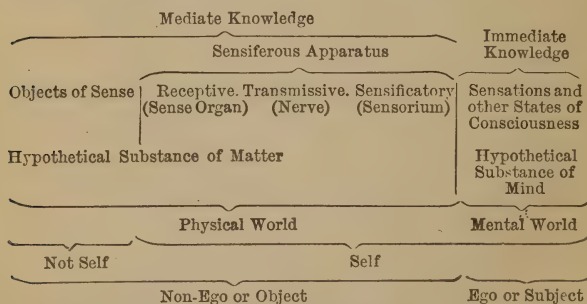 Mediate Knowledge
Immediate
Knowledge
Sensiferous Apparatus
Objects of Sense Receptive. Transmissive. Sensificatory Sensations and
(Sense Organ) (Nerve) (Sensorium) other States of
Consciousness
Hypothetical Substance of Matter Hypothetical
Substance of
Mind
Physical World Mental World
Not Self Self
Non-Ego or Object Ego or Subject